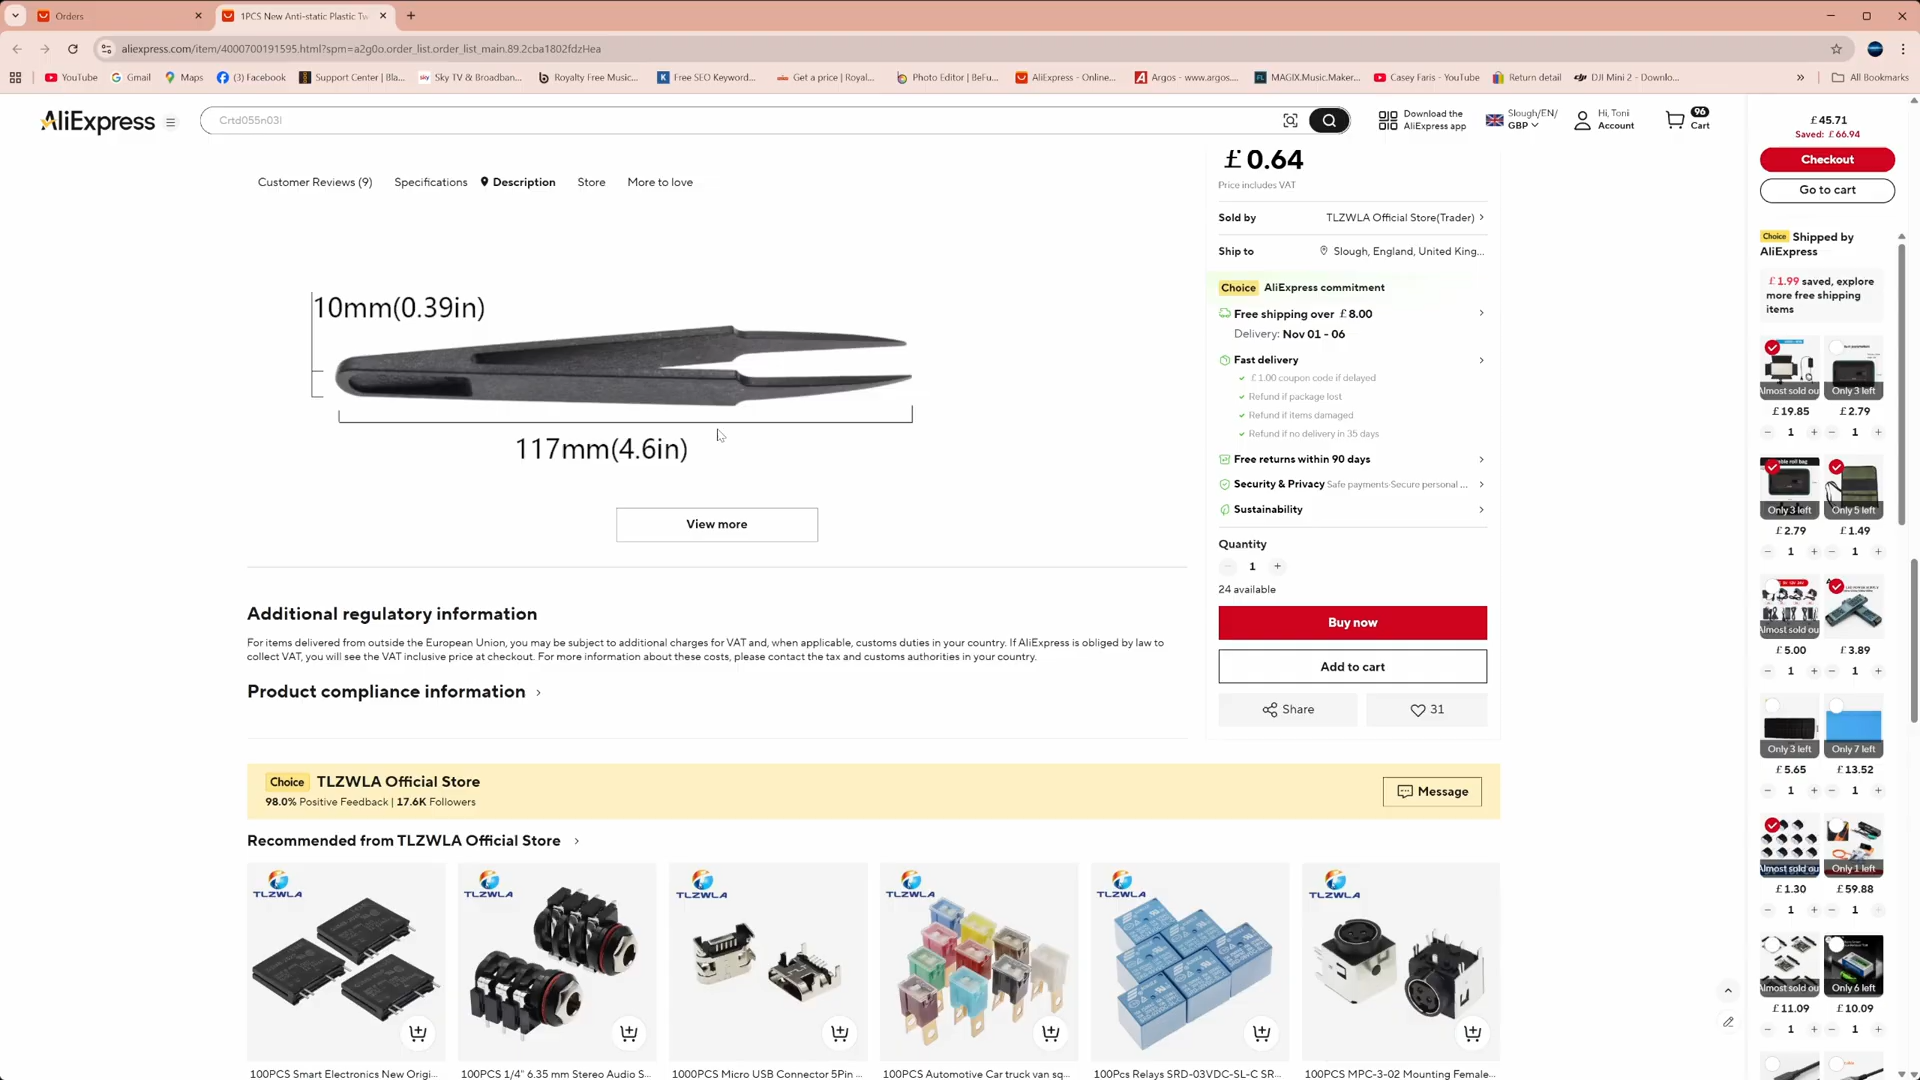 Orders
1PCS New Anti-static Plastic Tw
aliexpress.com/item/4000700191595.html?spm=a2g0o.order_list.order_list_main.89.2cba1802fdzHea
YouTube
Gmail
Maps
(3) Facebook
Support Center | Bla...
Sky TV & Broadban...
Royalty Free Music...
Free SEO Keyword...
Get a price | Royal...
Photo Editor | BeFu...
AliExpress - Online...
Argos - www.argos....
MAGIX.Music.Maker...
Casey Faris - YouTube
Return detail
DJI Mini 2 - Downlo...
All Bookmarks
AliExpress
Crtd055n03l
Download the
AliExpress app
Slough/EN/
GBP
Hi, Toni
Account
96
Cart
Customer Reviews (9)
Specifications
Description
Store
More to love
10mm(0.39in)
117mm(4.6in)
View more
Additional regulatory information
For items delivered from outside the European Union, you may be subject to additional charges for VAT and, when applicable, customs duties in your country. If AliExpress is obliged by law to
collect VAT, you will see the VAT inclusive price at checkout. For more information about these costs, please contact the tax and customs authorities in your country.
Product compliance information
£0.64
Price includes VAT
Sold by
TLZWLA Official Store(Trader)
Ship to
Slough, England, United King...
Choice AliExpress commitment
Free shipping over £8.00
Delivery: Nov 01 - 06
Fast delivery
£1.00 coupon code if delayed
Refund if package lost
Refund if items damaged
Refund if no delivery in 35 days
Free returns within 90 days
Security & Privacy Safe payments·Secure personal ...
Sustainability
Quantity
1
24 available
Buy now
Add to cart
Share
31
Choice TLZWLA Official Store
98.0% Positive Feedback | 17.6K Followers
Message
Recommended from TLZWLA Official Store
TLZWLA
TLZWLA
TLZWLA
TLZWLA
TLZWLA
TLZWLA
100PCS Smart Electronics New Origi...
100PCS 1/4" 6.35 mm Stereo Audio S...
1000PCS Micro USB Connector 5Pin ...
100PCS Automotive Car truck van sq...
100Pcs Relays SRD-03VDC-SL-C SR...
100PCS MPC-3-02 Mounting Female...
£45.71
Saved: £66.94
Checkout
Go to cart
Choice Shipped by
AliExpress
£1.99 saved, explore
more free shipping
items
Almost sold ou
Only 3 left
£19.85
£2.79
1
1
Only 3 left
Only 5 left
£2.79
£1.49
1
1
Almost sold ou
£5.00
£3.89
1
1
Only 3 left
Only 7 left
£5.65
£13.52
1
1
Almost sold ou
Only 1 left
£1.30
£59.88
1
1
Almost sold ou
Only 6 left
£11.09
£10.09
1
1